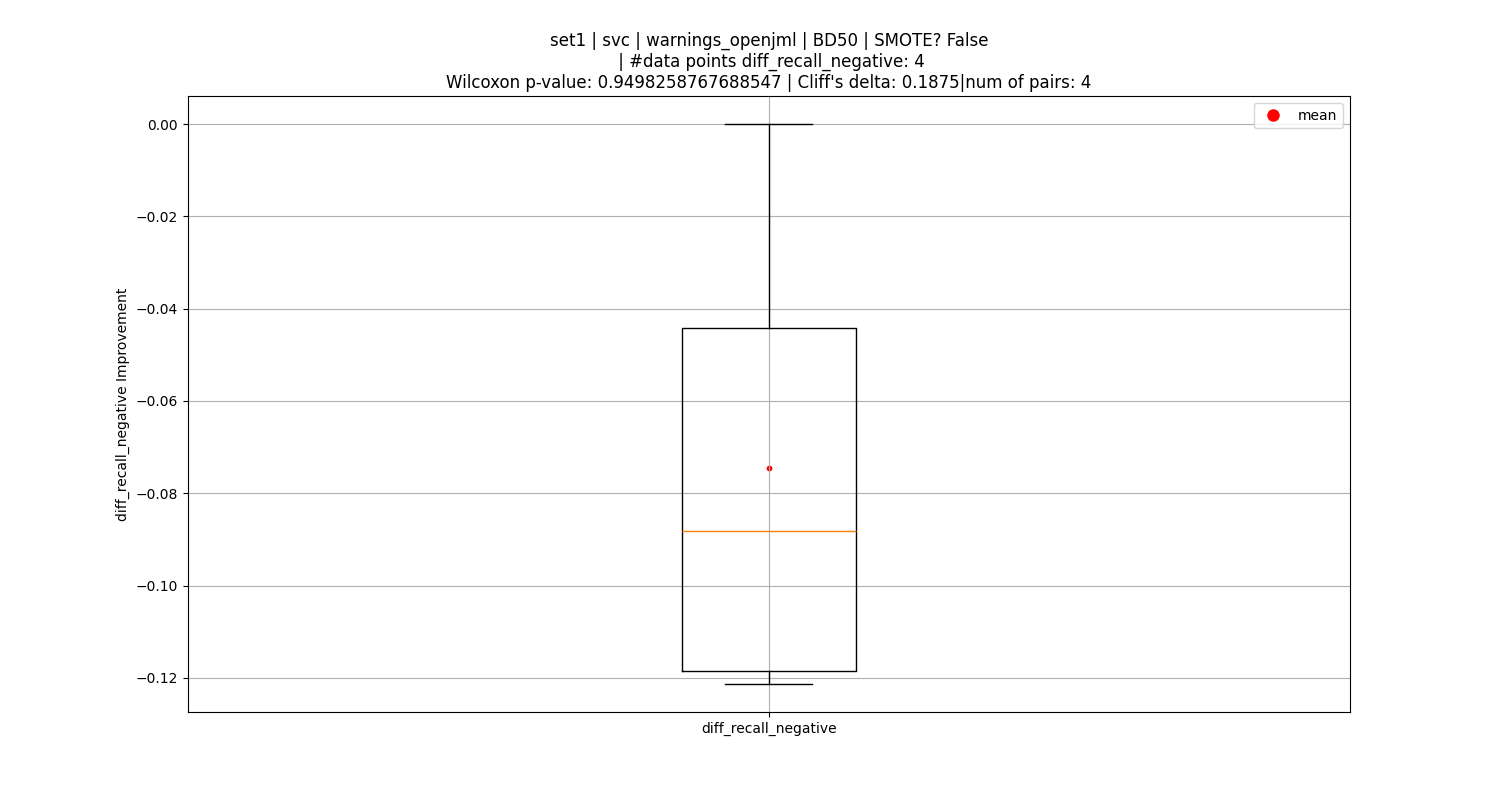 set1 | svc | warnings_openjml | BD50 | SMOTE? False
| #data points diff_recall_negative: 4
Wilcoxon p-value: 0.9498258767688547 | Cliff's delta: 0.1875|num of pairs: 4
mean
0.00
−0.02
−0.04
−0.06
−0.08
−0.10
−0.12
diff_recall_negative Improvement
diff_recall_negative